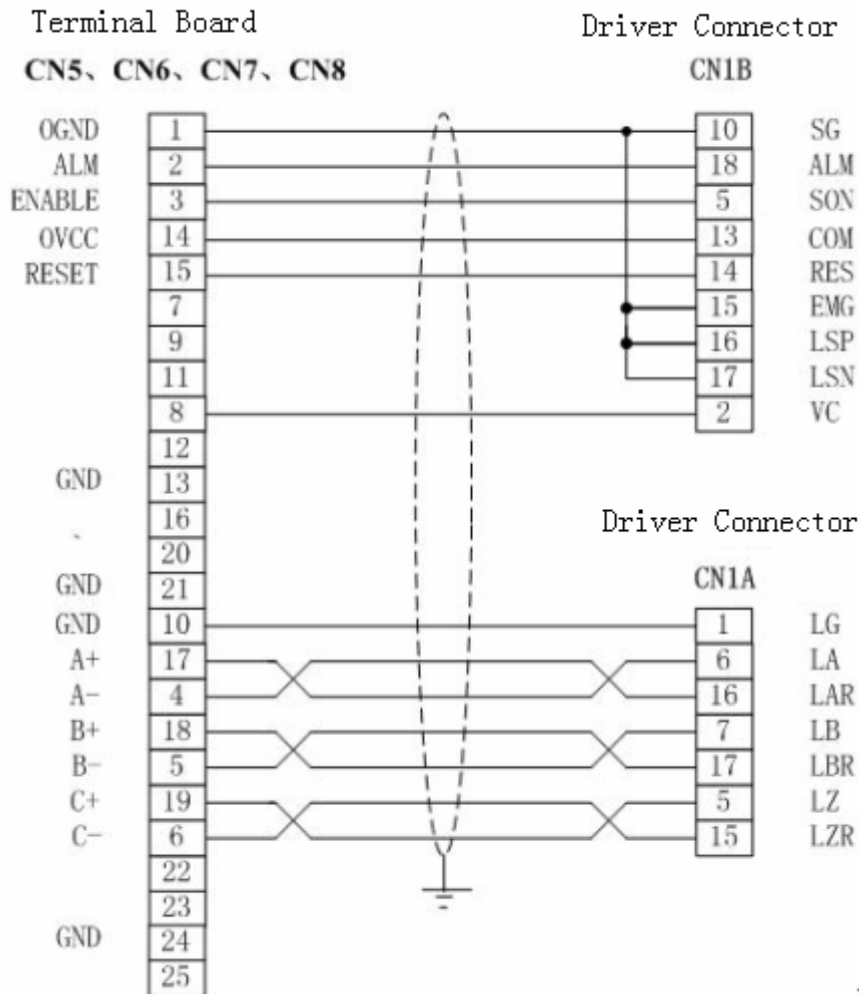 Terminal Board Driver Connector
CN5、CN6、CN7、CN8 CN1B
OGND 1 10 SG
ALM 2 18 ALM
ENABLE 3 5 SON
OVCC 14 13 COM
RESET 15 14 RES
7 15 EMG
9 16 LSP
11 17 LSN
8 2 VC
12
GND 13
16
Driver Connector
20
GND 21 CN1A
GND 10 1 LG
A+ 17 6 LA
A- 4 16 LAR
B+ 18 7 LB
B- 5 17 LBR
C+ 19 5 LZ
C- 6 15 LZR
22
23
GND 24
25